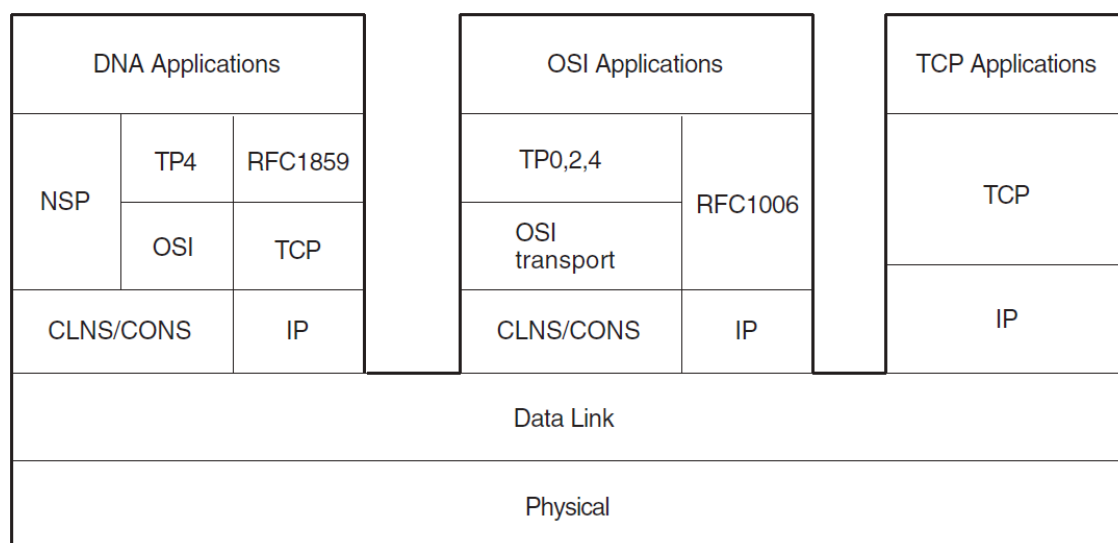 DNA Applications
OSI Applications
TCP Applications
NSP
TP4
RFC1859
OSI
TCP
CLNS/CONS
IP
TP0,2,4
RFC1006
OSI
transport
CLNS/CONS
IP
TCP
IP
Data Link
Physical